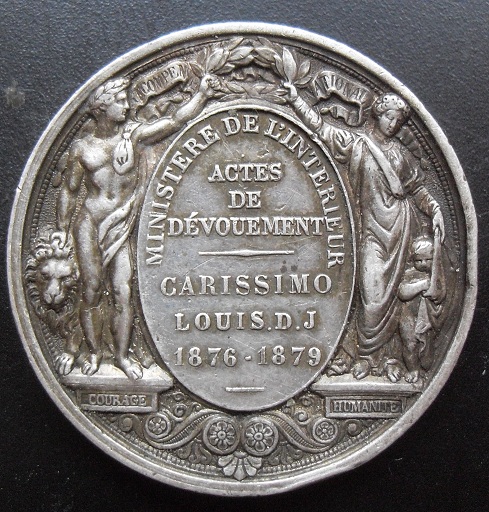 MINISTERE DE L'INTERIEUR
ACTES
DE
DÉVOUEMENT
CARISSIMO
LOUIS.D.J
1876-1879
COURAGE
HUMANITE